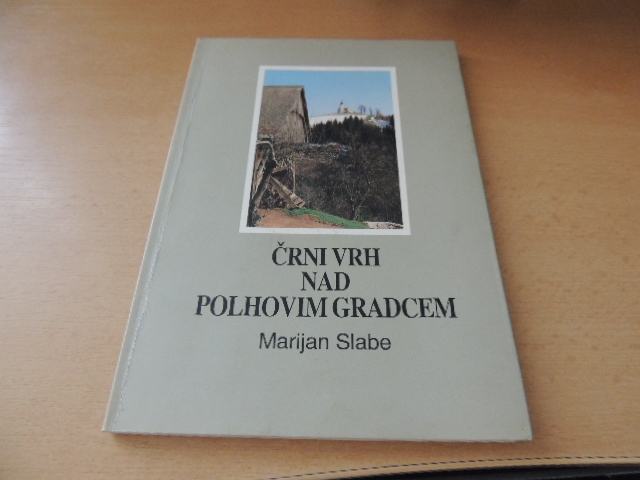 ČRNI VRH
NAD
POLHOVIM GRADCEM
Marijan Slabe